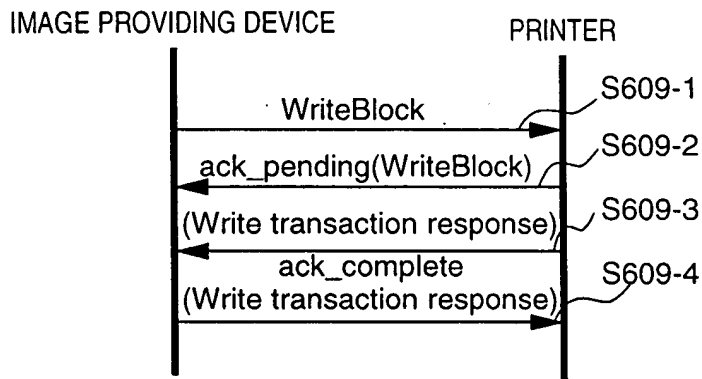 IMAGE PROVIDING DEVICE
PRINTER
WriteBlock
S609-1
ack_pending(WriteBlock)
S609-2
(Write transaction response)
S609-3
ack_complete
(Write transaction response)
S609-4